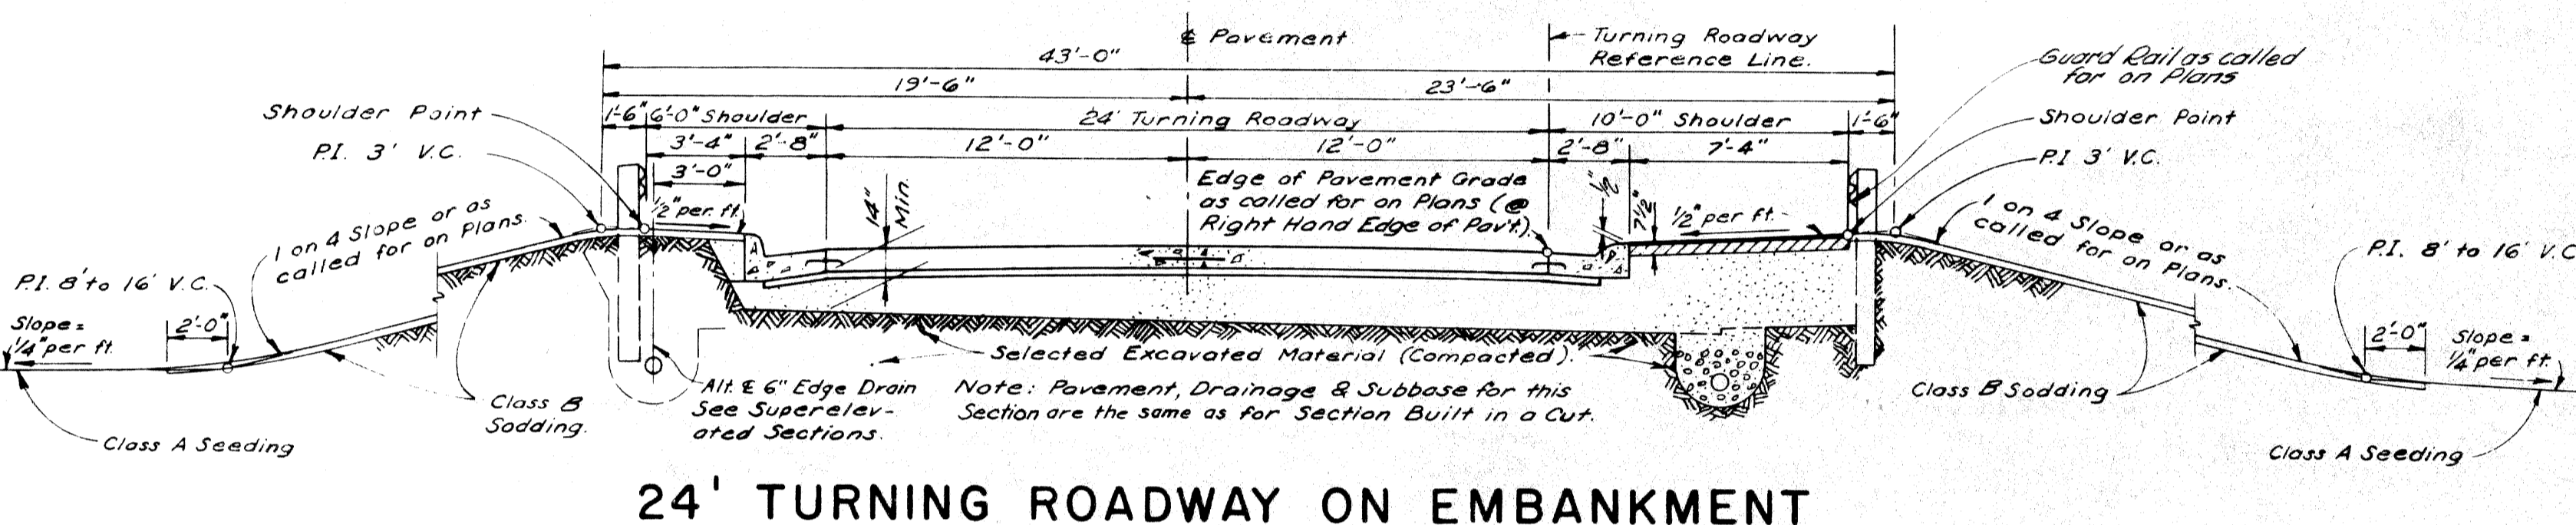 ℄ Pavement
Turning Roadway
Reference Line.
43'-0"
19'-6"
23'-6"
Guard Rail as called
for on Plans
Shoulder Point
1'-6"
6'-0" Shoulder
24' Turning Roadway
10'-0" Shoulder
1'-6"
Shoulder Point
P.I. 3' V.C.
3'-4"
2'-8"
12'-0"
12'-0"
2'-8"
7'-4"
P.I 3' V.C.
3'-0"
14"
Min.
Edge of Pavement Grade
as called for on Plans (@
Right Hand Edge of Pav't.)
½"
7½"
½" per. ft.
½" per ft.
1 on 4 Slope or as
called for on Plans.
1 on 4 Slope or as
called for on Plans.
P.I. 8' to 16' V.C.
P.I. 8' to 16' V.C.
Slope =
¼" per ft.
2'-0"
2'-0"
Slope =
¼" per ft.
Selected Excavated Material (Compacted).
Alt. ℄ 6" Edge Drain
See Superelev-
ated Sections.
Note: Pavement, Drainage & Subbase for this
Section are the same as for Section Built in a Cut.
Class B
Sodding.
Class B Sodding
Class A Seeding
Class A Seeding
24' TURNING ROADWAY ON EMBANKMENT